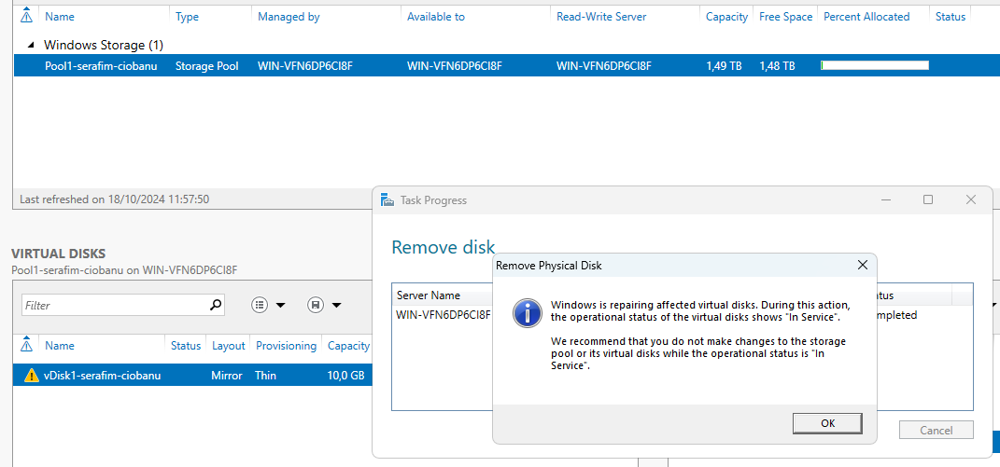 Name Type Managed by Available to Read-Write Server Capacity Free Space Percent Allocated Status
Windows Storage (1)
Pool1-serafim-ciobanu Storage Pool WIN-VFN6DP6CI8F WIN-VFN6DP6CI8F WIN-VFN6DP6CI8F 1,49 TB 1,48 TB
Last refreshed on 18/10/2024 11:57:50
VIRTUAL DISKS
Pool1-serafim-ciobanu on WIN-VFN6DP6CI8F
Filter
Name Status Layout Provisioning Capacity
vDisk1-serafim-ciobanu Mirror Thin 10,0 GB
Task Progress
Remove disk
Server Name atus
WIN-VFN6DP6CI8F mpleted
Remove Physical Disk
Windows is repairing affected virtual disks. During this action,
the operational status of the virtual disks shows "In Service".
We recommend that you do not make changes to the storage
pool or its virtual disks while the operational status is "In
Service".
OK
Cancel